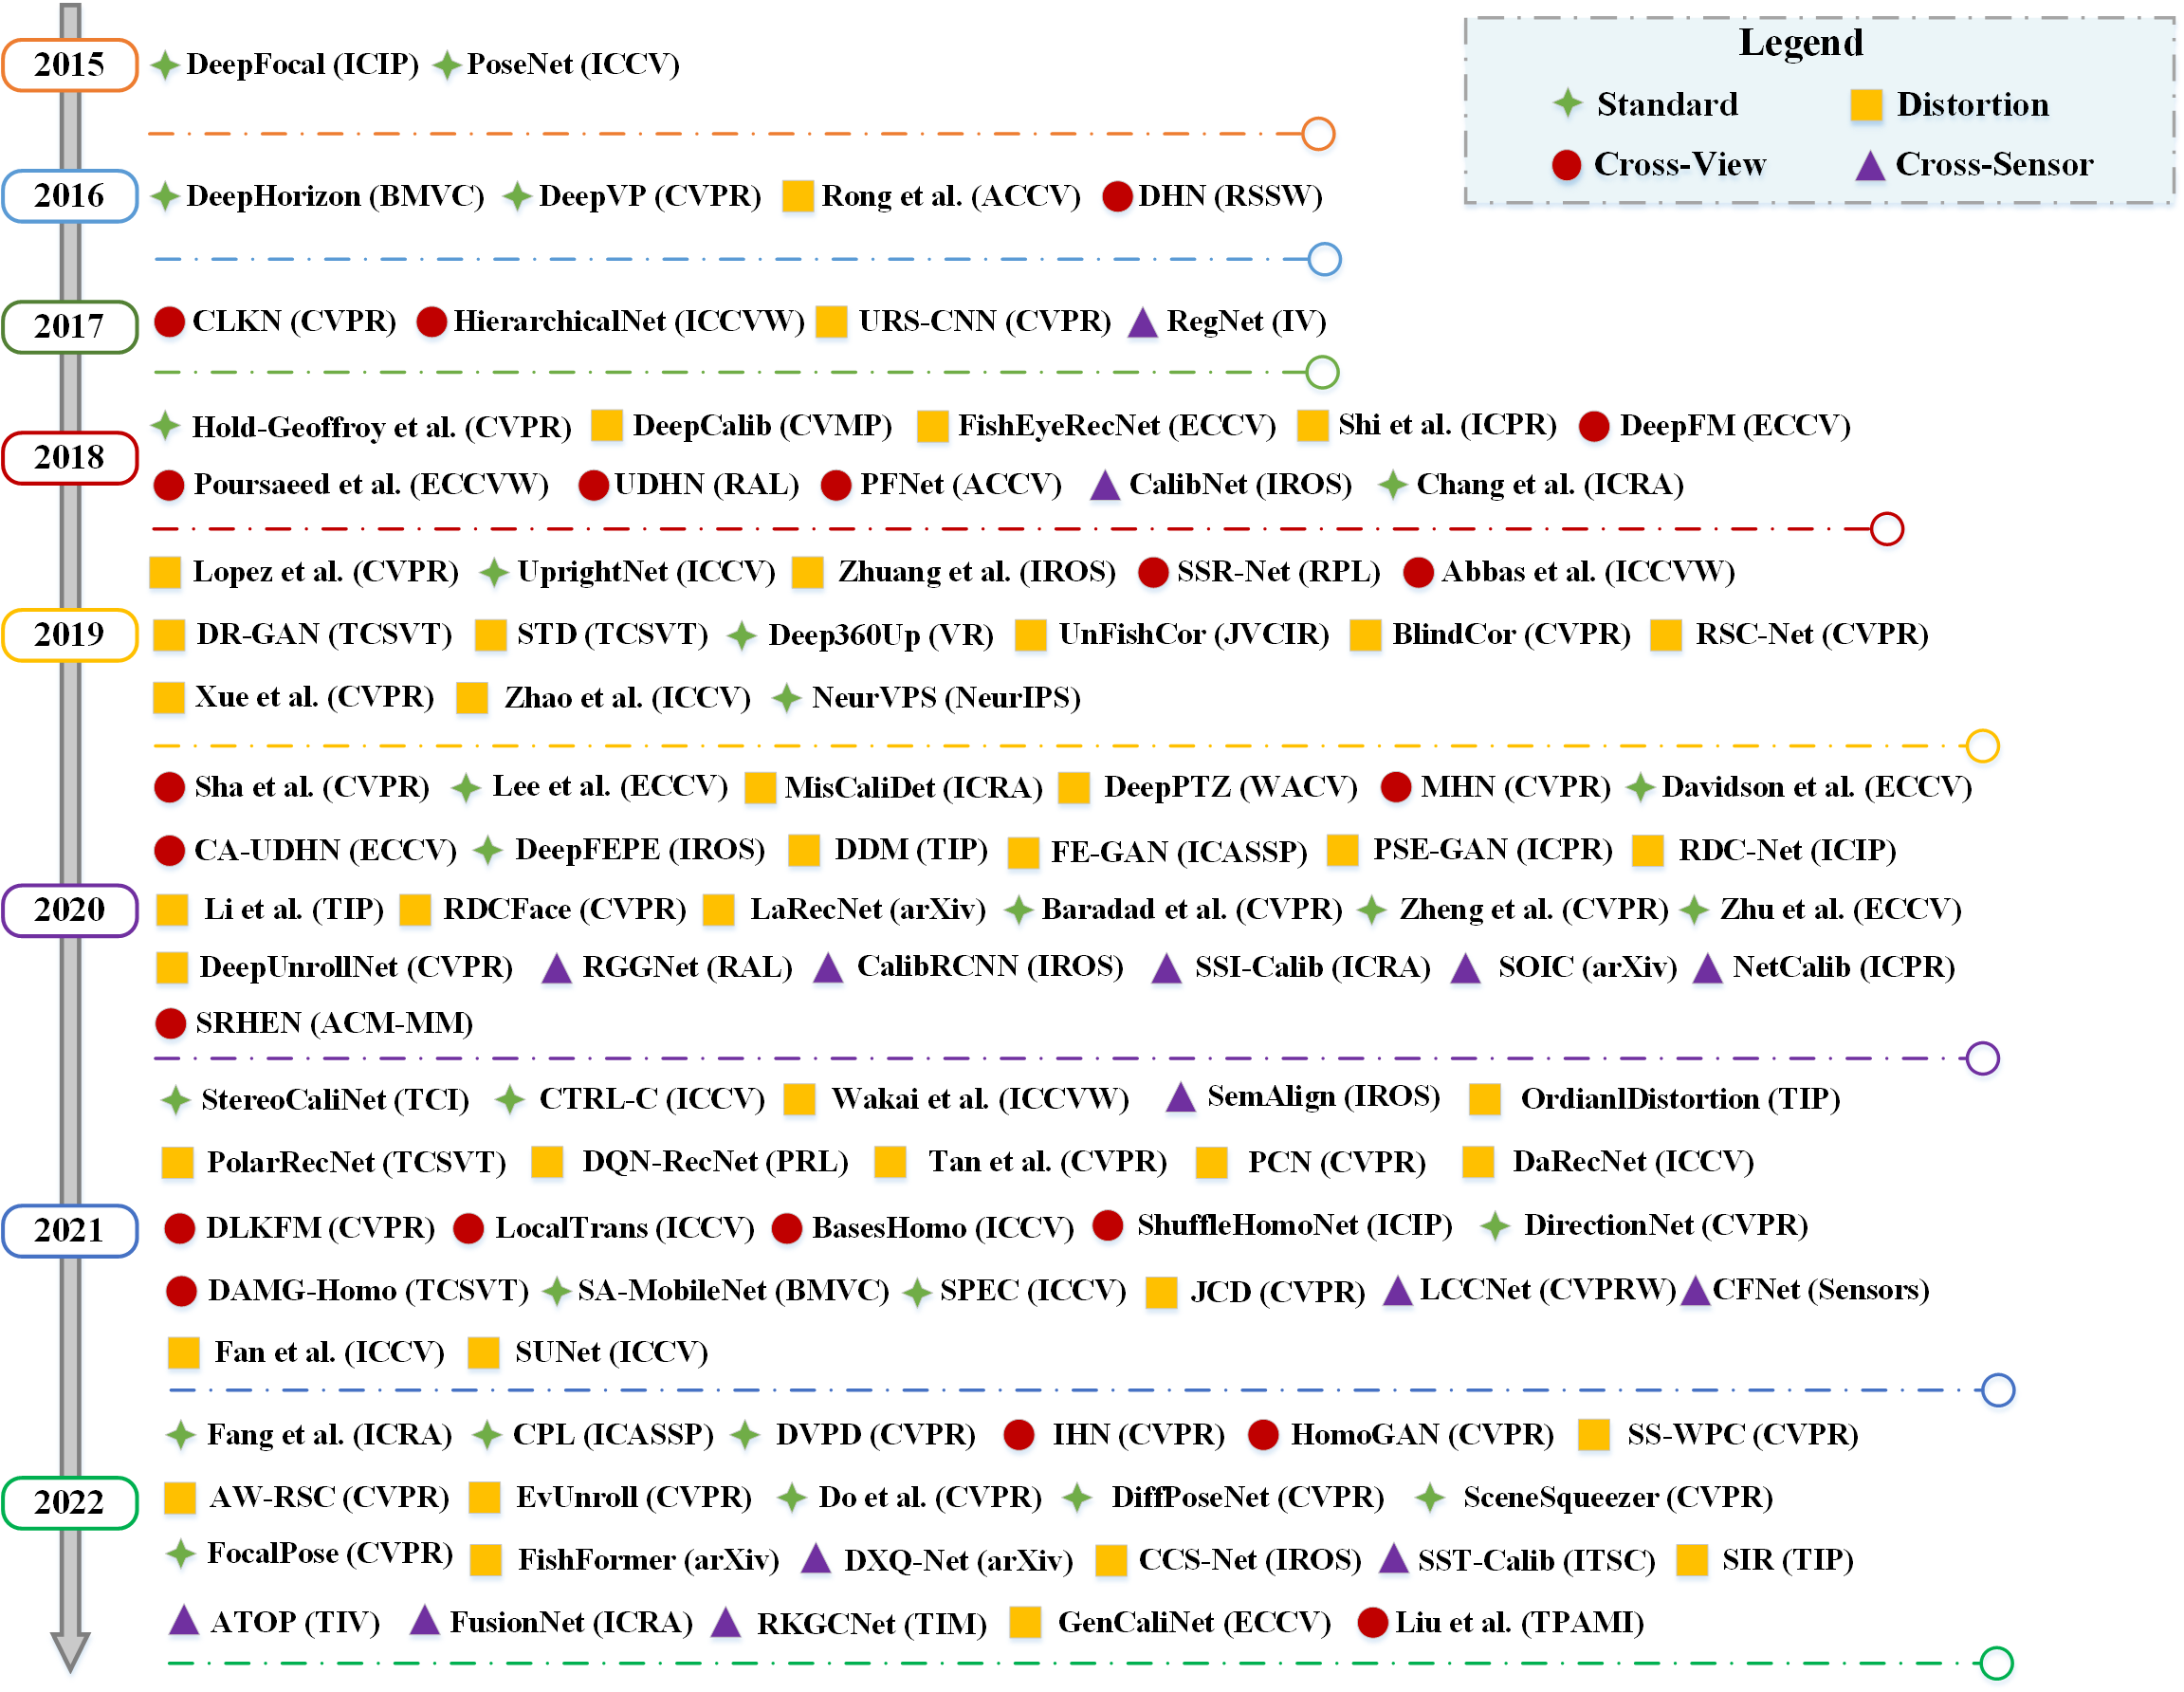 Legend
Standard Distortion
Cross-View Cross-Sensor
2015 DeepFocal (ICIP) PoseNet (ICCV)
2016 DeepHorizon (BMVC) DeepVP (CVPR) Rong et al. (ACCV) DHN (RSSW)
2017 CLKN (CVPR) HierarchicalNet (ICCVW) URS-CNN (CVPR) RegNet (IV)
2018
Hold-Geoffroy et al. (CVPR) DeepCalib (CVMP) FishEyeRecNet (ECCV) Shi et al. (ICPR) DeepFM (ECCV)
Poursaeed et al. (ECCVW) UDHN (RAL) PFNet (ACCV) CalibNet (IROS) Chang et al. (ICRA)
Lopez et al. (CVPR) UprightNet (ICCV) Zhuang et al. (IROS) SSR-Net (RPL) Abbas et al. (ICCVW)
2019 DR-GAN (TCSVT) STD (TCSVT) Deep360Up (VR) UnFishCor (JVCIR) BlindCor (CVPR) RSC-Net (CVPR)
Xue et al. (CVPR) Zhao et al. (ICCV) NeurVPS (NeurIPS)
Sha et al. (CVPR) Lee et al. (ECCV) MisCaliDet (ICRA) DeepPTZ (WACV) MHN (CVPR) Davidson et al. (ECCV)
CA-UDHN (ECCV) DeepFEPE (IROS) DDM (TIP) FE-GAN (ICASSP) PSE-GAN (ICPR) RDC-Net (ICIP)
2020 Li et al. (TIP) RDCFace (CVPR) LaRecNet (arXiv) Baradad et al. (CVPR) Zheng et al. (CVPR) Zhu et al. (ECCV)
DeepUnrollNet (CVPR) RGGNet (RAL) CalibRCNN (IROS) SSI-Calib (ICRA) SOIC (arXiv) NetCalib (ICPR)
SRHEN (ACM-MM)
StereoCaliNet (TCI) CTRL-C (ICCV) Wakai et al. (ICCVW) SemAlign (IROS) OrdianlDistortion (TIP)
PolarRecNet (TCSVT) DQN-RecNet (PRL) Tan et al. (CVPR) PCN (CVPR) DaRecNet (ICCV)
2021 DLKFM (CVPR) LocalTrans (ICCV) BasesHomo (ICCV) ShuffleHomoNet (ICIP) DirectionNet (CVPR)
DAMG-Homo (TCSVT) SA-MobileNet (BMVC) SPEC (ICCV) JCD (CVPR) LCCNet (CVPRW) CFNet (Sensors)
Fan et al. (ICCV) SUNet (ICCV)
Fang et al. (ICRA) CPL (ICASSP) DVPD (CVPR) IHN (CVPR) HomoGAN (CVPR) SS-WPC (CVPR)
2022 AW-RSC (CVPR) EvUnroll (CVPR) Do et al. (CVPR) DiffPoseNet (CVPR) SceneSqueezer (CVPR)
FocalPose (CVPR) FishFormer (arXiv) DXQ-Net (arXiv) CCS-Net (IROS) SST-Calib (ITSC) SIR (TIP)
ATOP (TIV) FusionNet (ICRA) RKGCNet (TIM) GenCaliNet (ECCV) Liu et al. (TPAMI)